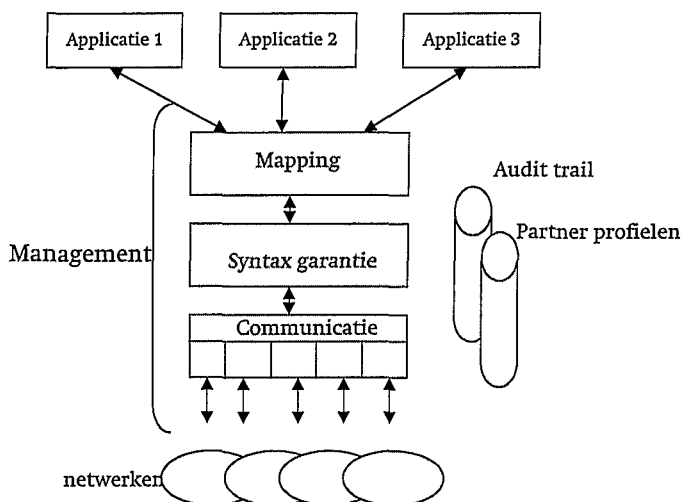 Applicatie 1
Applicatie 2
Applicatie 3
Mapping
Audit trail
Partner profielen
Management
Syntax garantie
Communicatie
netwerken